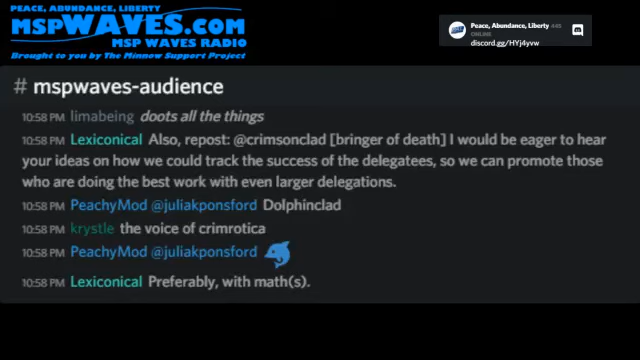 PEACE, ABUNDANCE, LIBERTY
MSPWAVES.COM
MSP WAVES RADIO
Brought to you by The Minnow Support Project
Peace, Abundance, Liberty 445
ONLINE
discord.gg/HYj4yvw
# mspwaves-audience
10:58 PM limabeing doots all the things
10:58 PM Lexiconical Also, repost: @crimsonclad [bringer of death] I would be eager to hear
your ideas on how we could track the success of the delegatees, so we can promote those
who are doing the best work with even larger delegations.
10:58 PM PeachyMod @juliakponsford Dolphinclad
10:58 PM krystle the voice of crimrotica
10:58 PM PeachyMod @juliakponsford
10:58 PM Lexiconical Preferably, with math(s).